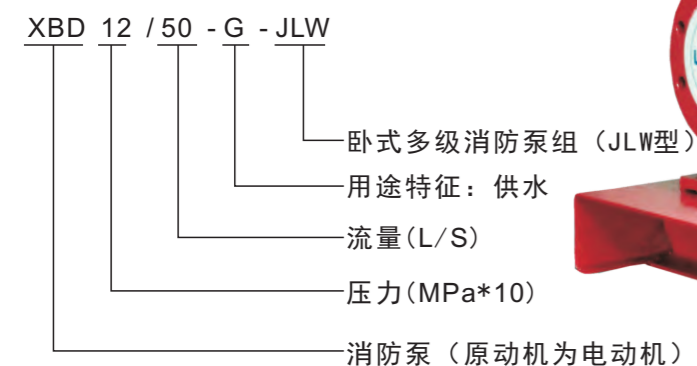 XBD 12 / 50 - G - JLW
卧式多级消防泵组（JLW型）
用途特征：供水
流量(L/S)
压力(MPa*10)
消防泵（原动机为电动机）